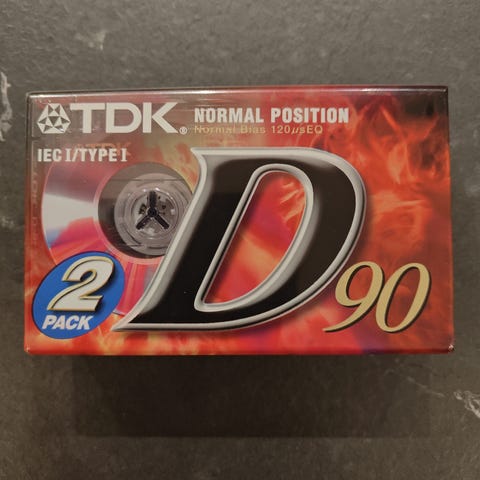 TDK®
NORMAL POSITION
Normal Bias 120µsEQ
IEC I/TYPE I
D 90
2
PACK